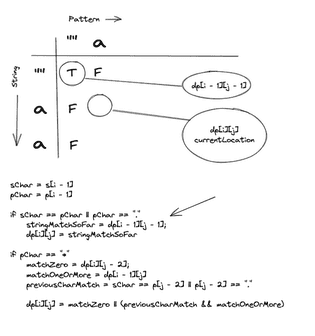 Pattern
"" a
String
"" T F
dp[i - 1][j - 1]
a F
dp[i][j]
currentLocation
a F
sChar = s[i - 1]
pChar = p[j - 1]
if sChar == pChar || pChar == "."
stringMatchSoFar = dp[i - 1][j - 1];
dp[i][j] = stringMatchSoFar
if pChar == "*"
matchZero = dp[i][j - 2];
matchOneOrMore = dp[i - 1][j]
previousCharMatch = sChar == p[j - 2] || p[j - 2] == "."
dp[i][j] = matchZero || (previousCharMatch && matchOneOrMore)